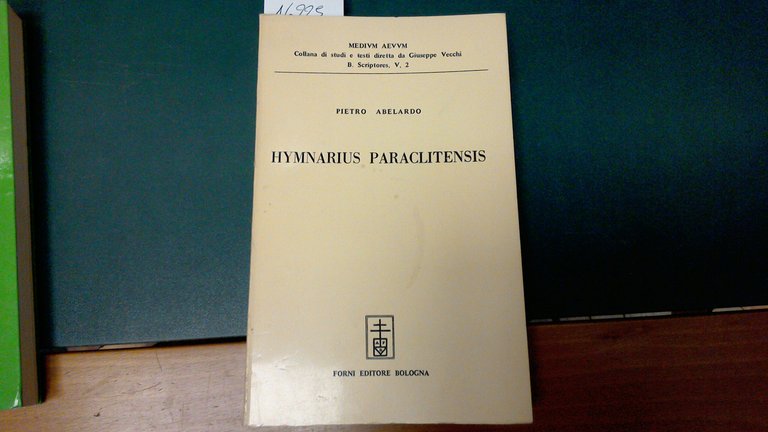 MEDIVM AEVVM
Collana di studi e testi diretta da Giuseppe Vecchi
B. Scriptores, V, 2
PIETRO ABELARDO
HYMNARIUS PARACLITENSIS
FORNI EDITORE BOLOGNA